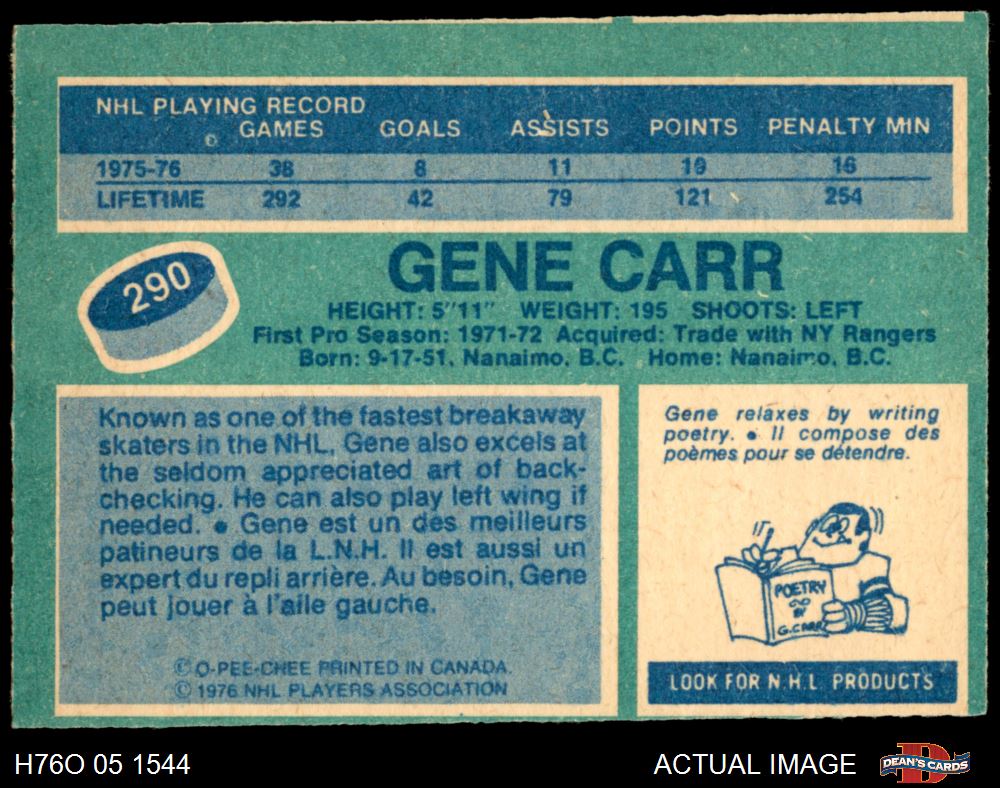 NHL PLAYING RECORD
GAMES GOALS ASSISTS POINTS PENALTY MIN
1975-76 38 8 11 19 16
LIFETIME 292 42 79 121 254
290
GENE CARR
HEIGHT: 5"11" WEIGHT: 195 SHOOTS: LEFT
First Pro Season: 1971-72 Acquired: Trade with NY Rangers
Born: 9-17-51, Nanaimo, B.C. Home: Nanaimo, B.C.
Known as one of the fastest breakaway
skaters in the NHL, Gene also excels at
the seldom appreciated art of back-
checking. He can also play left wing if
needed. • Gene est un des meilleurs
patineurs de la L.N.H. Il est aussi un
expert du repli arrière. Au besoin, Gene
peut jouer à l'aile gauche.
© O-PEE-CHEE PRINTED IN CANADA
© 1976 NHL PLAYERS ASSOCIATION
Gene relaxes by writing
poetry. • Il compose des
poèmes pour se détendre.
POETRY
BY
G. CARR
LOOK FOR N.H.L PRODUCTS
H76O 05 1544
ACTUAL IMAGE
DEAN'S CARDS